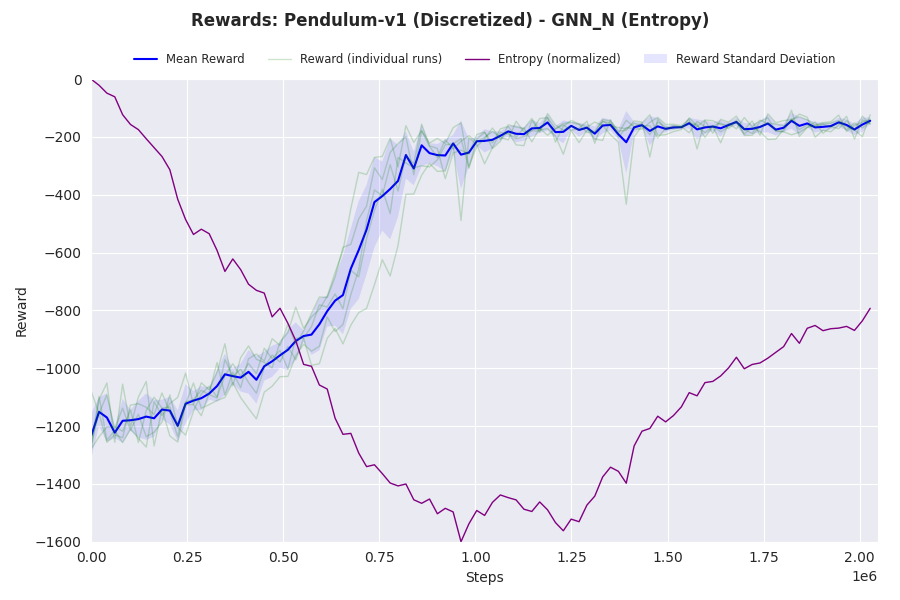 Rewards: Pendulum-v1 (Discretized) - GNN_N (Entropy)
Mean Reward Reward (individual runs) Entropy (normalized) Reward Standard Deviation
0
−200
−400
−600
−800
−1000
−1200
−1400
−1600
Reward
0.00 0.25 0.50 0.75 1.00 1.25 1.50 1.75 2.00
Steps
1e6